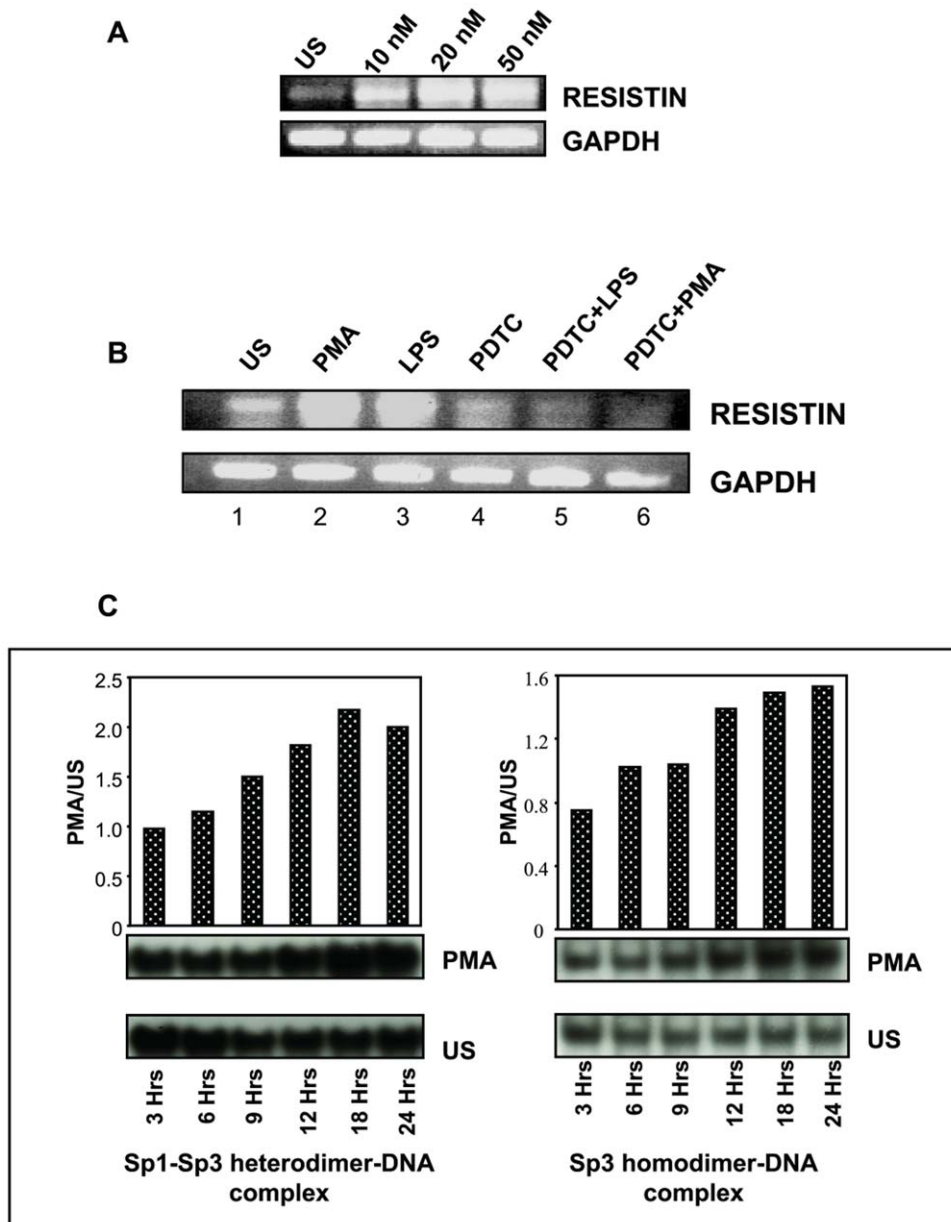 A
US 10 nM 20 nM 50 nM
RESISTIN
GAPDH
B
US PMA LPS PDTC PDTC+LPS PDTC+PMA
RESISTIN
GAPDH
1 2 3 4 5 6
C
PMA/US
2.5
2.0
1.5
1.0
0.5
0
PMA
US
3 Hrs 6 Hrs 9 Hrs 12 Hrs 18 Hrs 24 Hrs
Sp1-Sp3 heterodimer-DNA
complex
PMA/US
1.6
1.2
0.8
0.4
0
PMA
US
3 Hrs 6 Hrs 9 Hrs 12 Hrs 18 Hrs 24 Hrs
Sp3 homodimer-DNA
complex